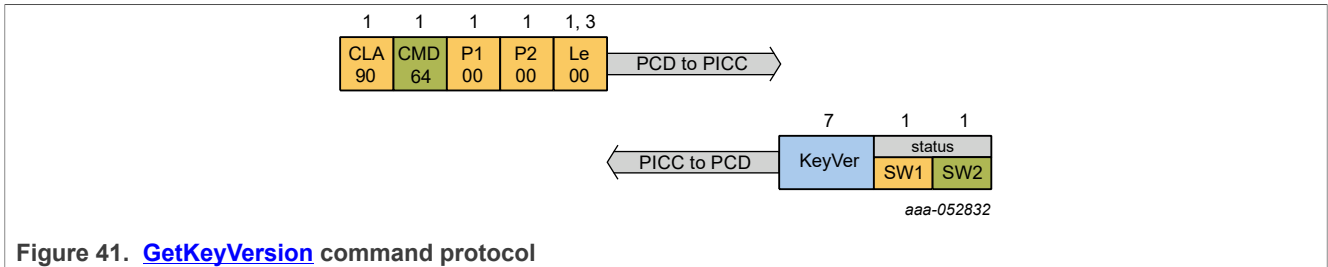 1 1 1 1 1, 3
CLA CMD P1 P2 Le
90 64 00 00 00
PCD to PICC
7 1 1
KeyVer status
PICC to PCD SW1 SW2
aaa-052832
Figure 41. GetKeyVersion command protocol